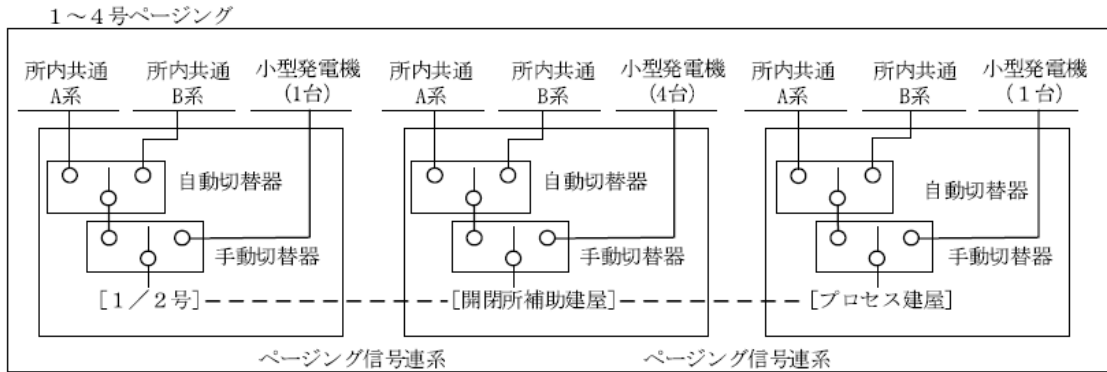 １～４号ページング
所内共通 所内共通 小型発電機 所内共通 所内共通 小型発電機 所内共通 所内共通 小型発電機
A系 B系 (1台) A系 B系 (4台) A系 B系 (１台)
自動切替器 自動切替器 自動切替器
手動切替器 手動切替器 手動切替器
[１／２号] [開閉所補助建屋] [プロセス建屋]
ページング信号連系 ページング信号連系